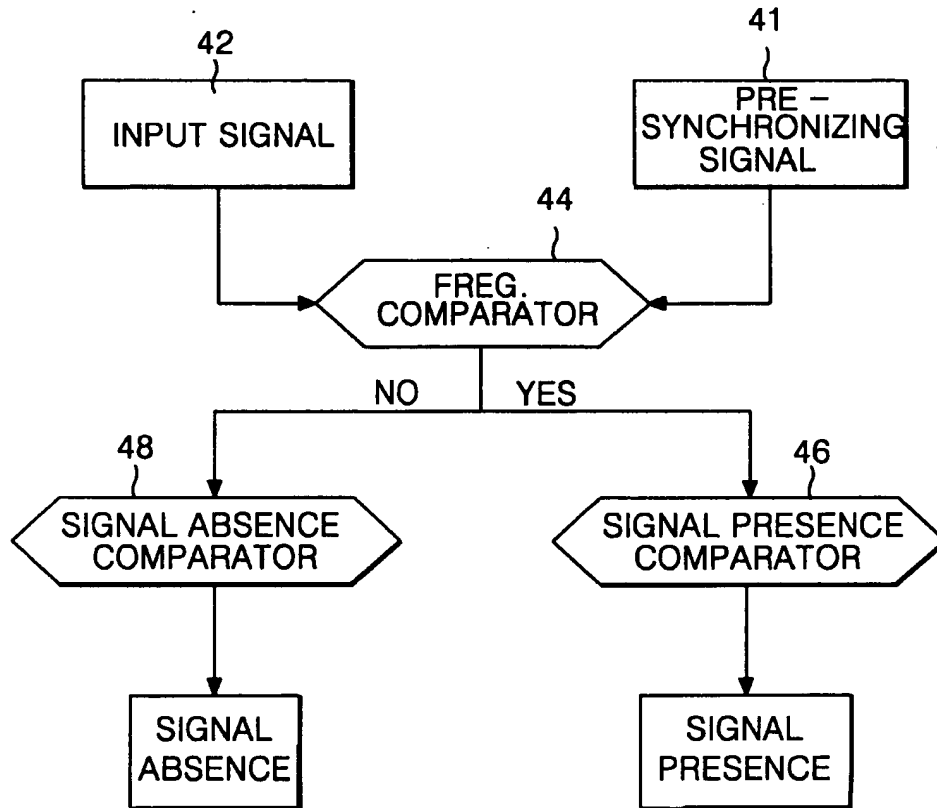 42
INPUT SIGNAL
41
PRE –
SYNCHRONIZING
SIGNAL
44
FREG.
COMPARATOR
NO
YES
48
SIGNAL ABSENCE
COMPARATOR
46
SIGNAL PRESENCE
COMPARATOR
SIGNAL
ABSENCE
SIGNAL
PRESENCE